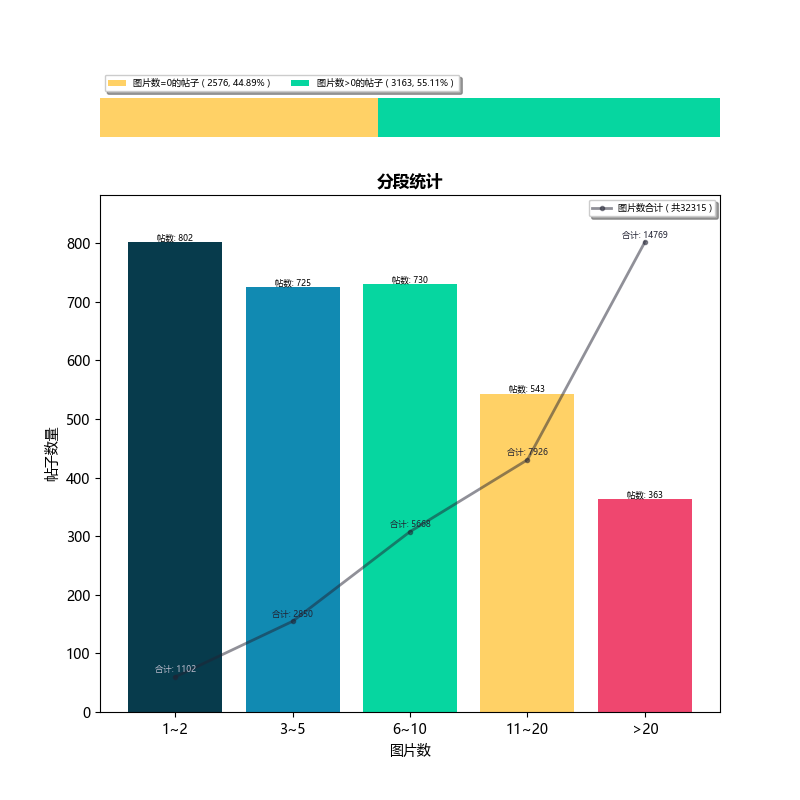 图片数=0的帖子 ( 2576, 44.89% )
图片数>0的帖子 ( 3163, 55.11% )
分段统计
图片数合计 ( 共32315 )
合计: 14769
帖数: 802
帖数: 725
帖数: 730
帖数: 543
合计: 7926
帖数: 363
合计: 5668
合计: 2850
合计: 1102
帖子数量
800
700
600
500
400
300
200
100
0
1~2
3~5
6~10
11~20
>20
图片数